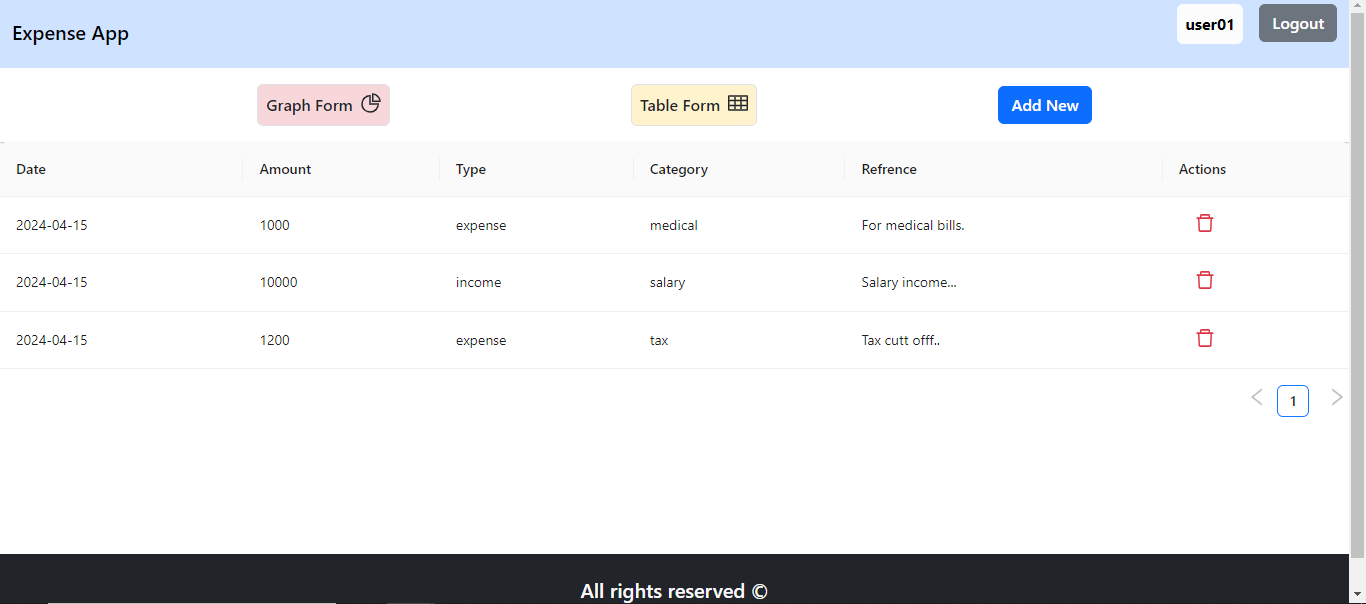 Expense App
user01
Logout
Graph Form
Table Form
Add New
Date Amount Type Category Refrence Actions
2024-04-15 1000 expense medical For medical bills.
2024-04-15 10000 income salary Salary income...
2024-04-15 1200 expense tax Tax cutt offf..
1
All rights reserved ©